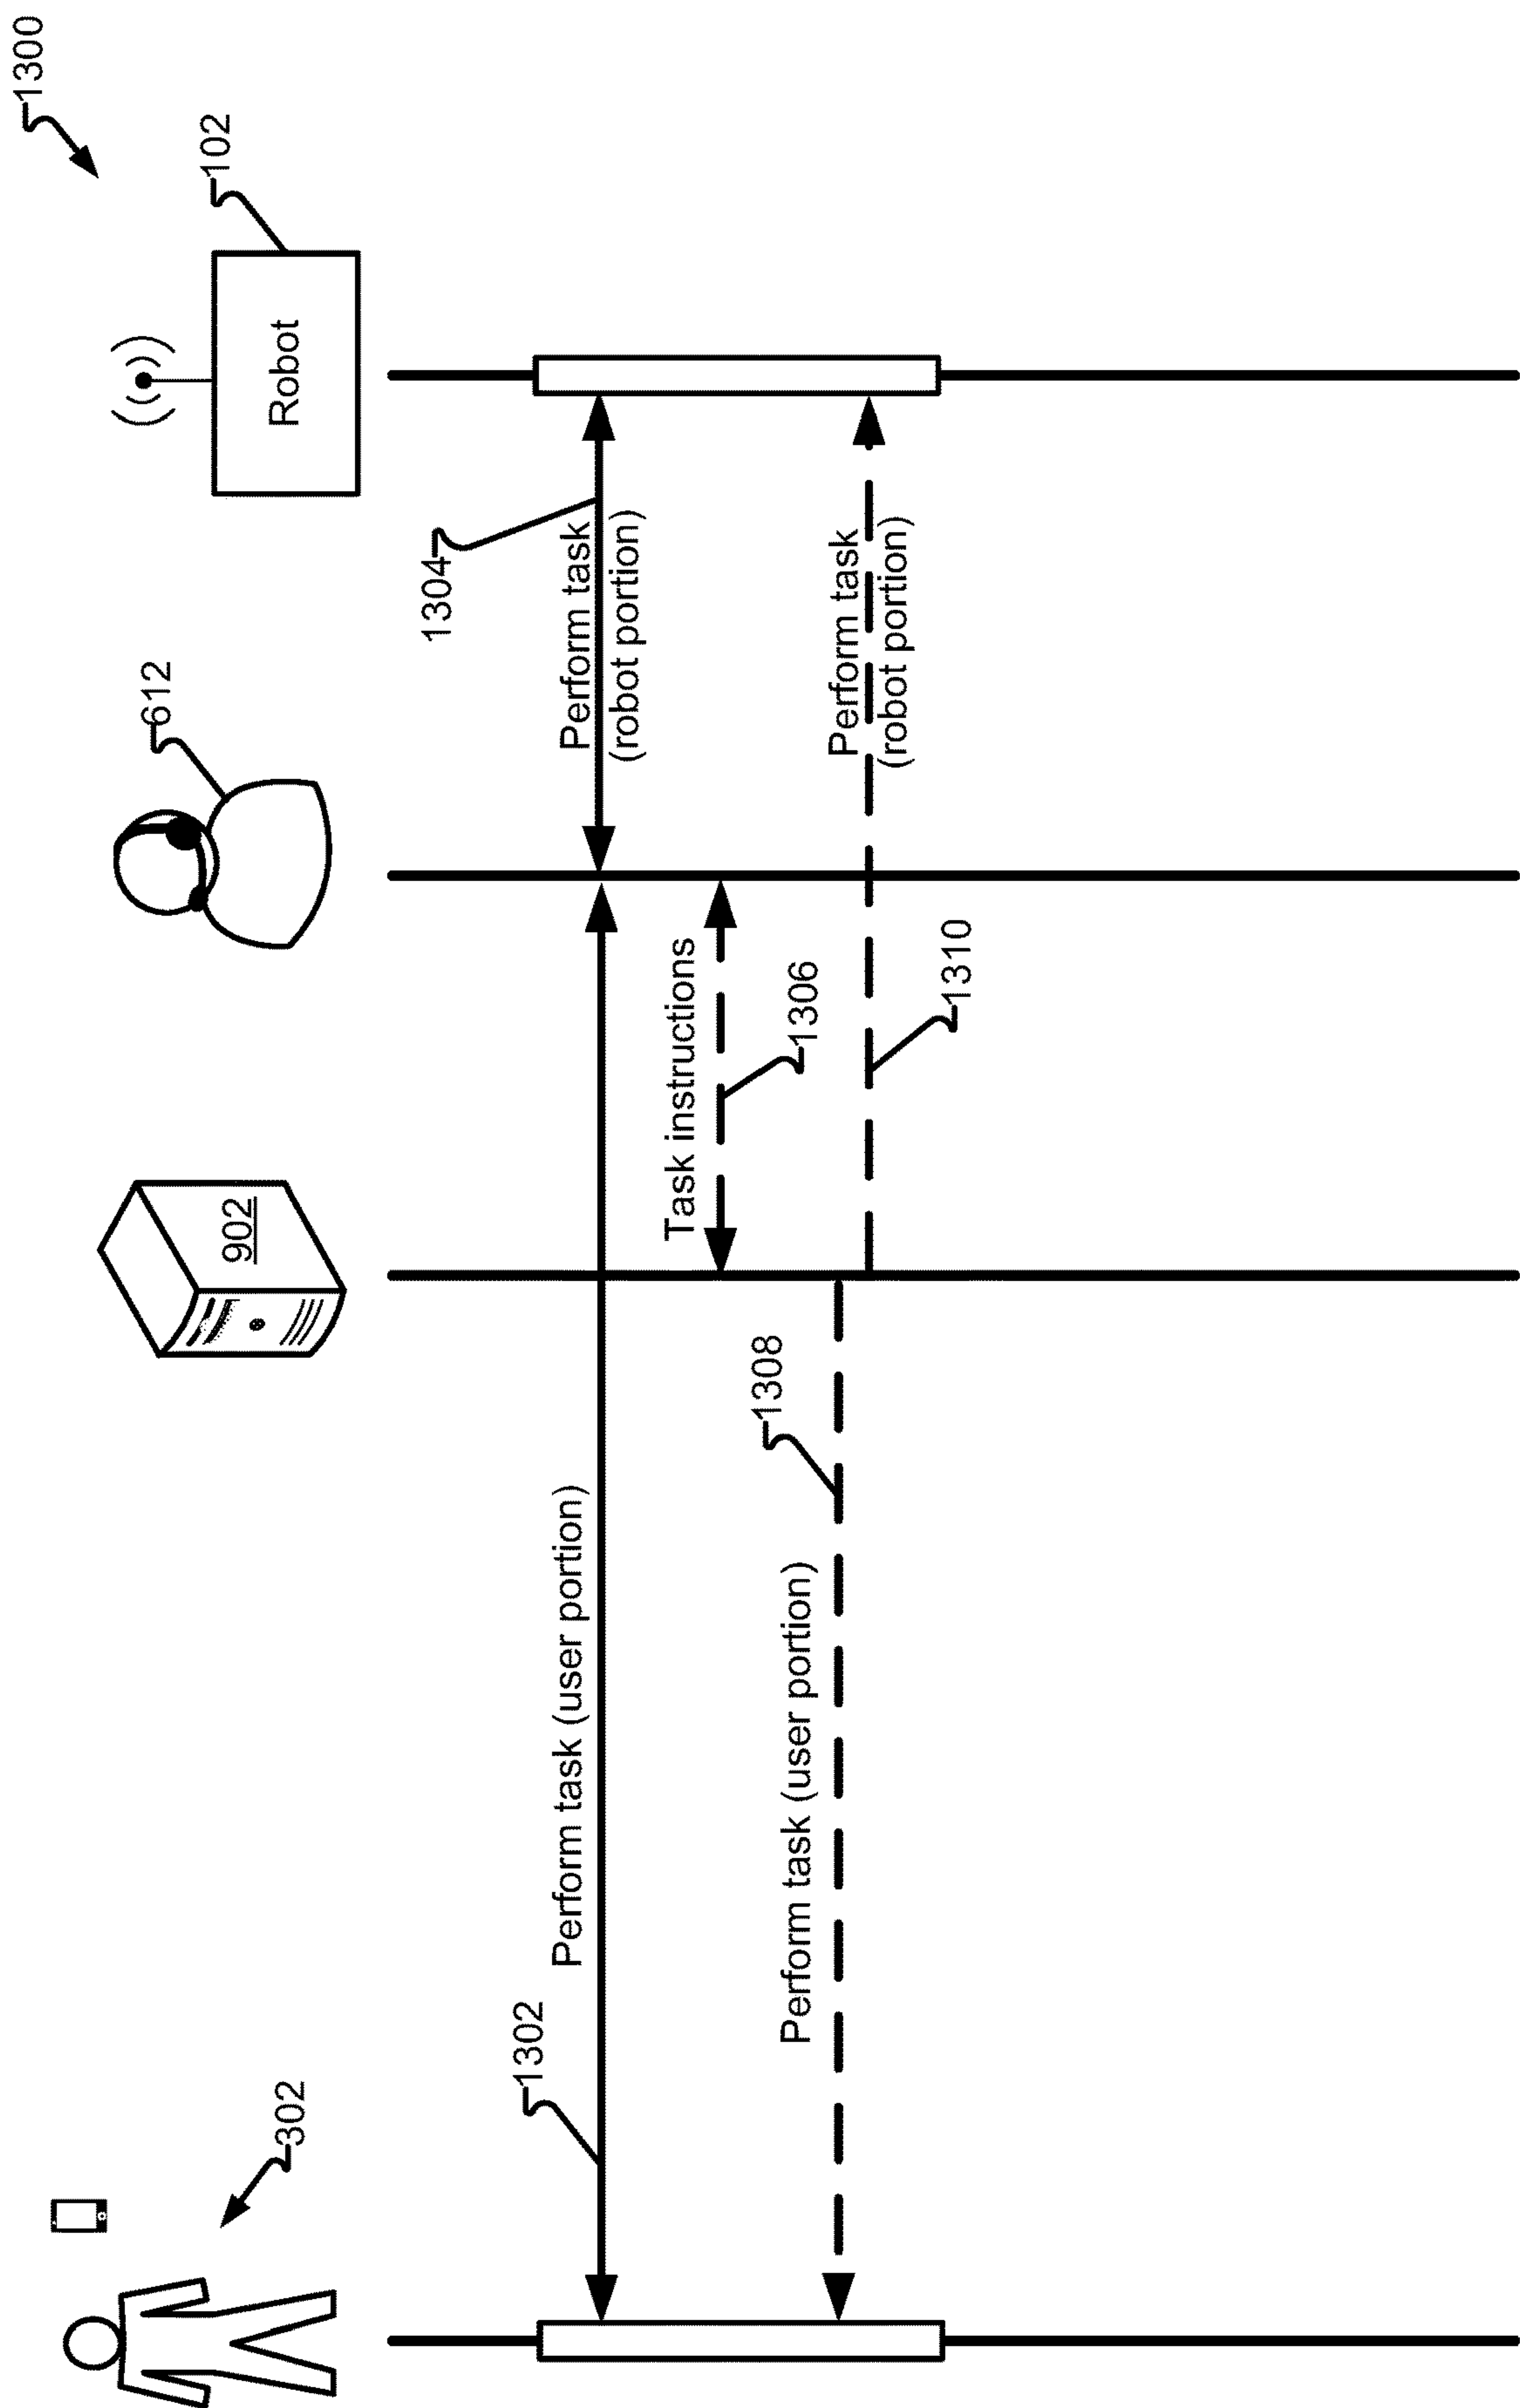 1300
302
902
612
102
Robot
1302
Perform task (user portion)
1304
Perform task
(robot portion)
Task instructions
1306
1308
Perform task (user portion)
Perform task
(robot portion)
1310